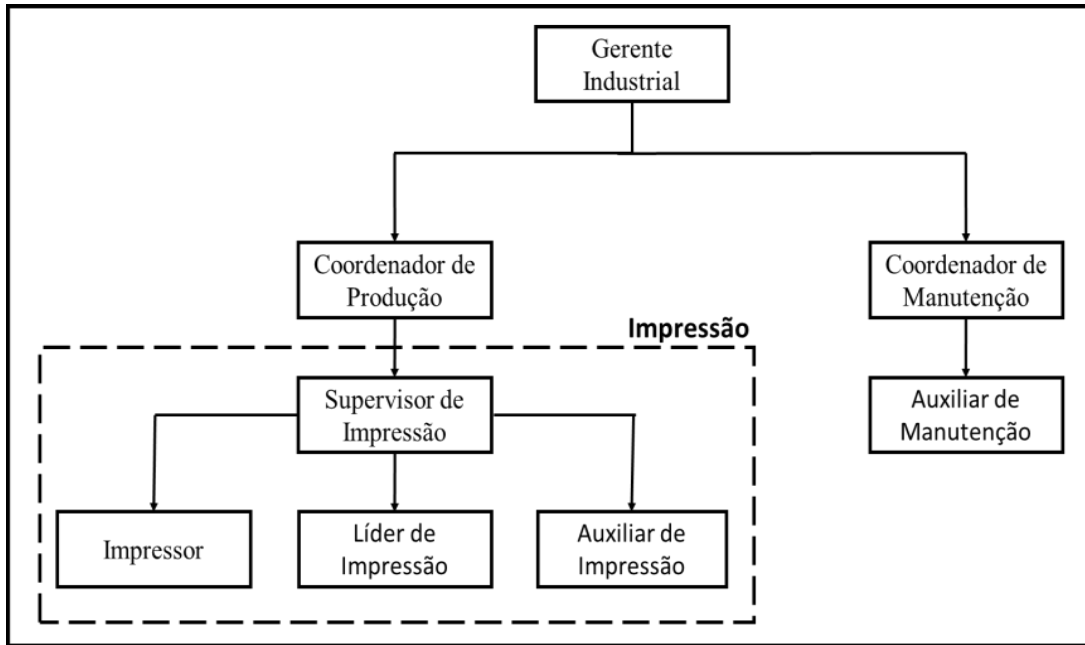 Gerente
Industrial
Coordenador de
Produção
Coordenador de
Manutenção
Impressão
Supervisor de
Impressão
Auxiliar de
Manutenção
Impressor
Líder de
Impressão
Auxiliar de
Impressão